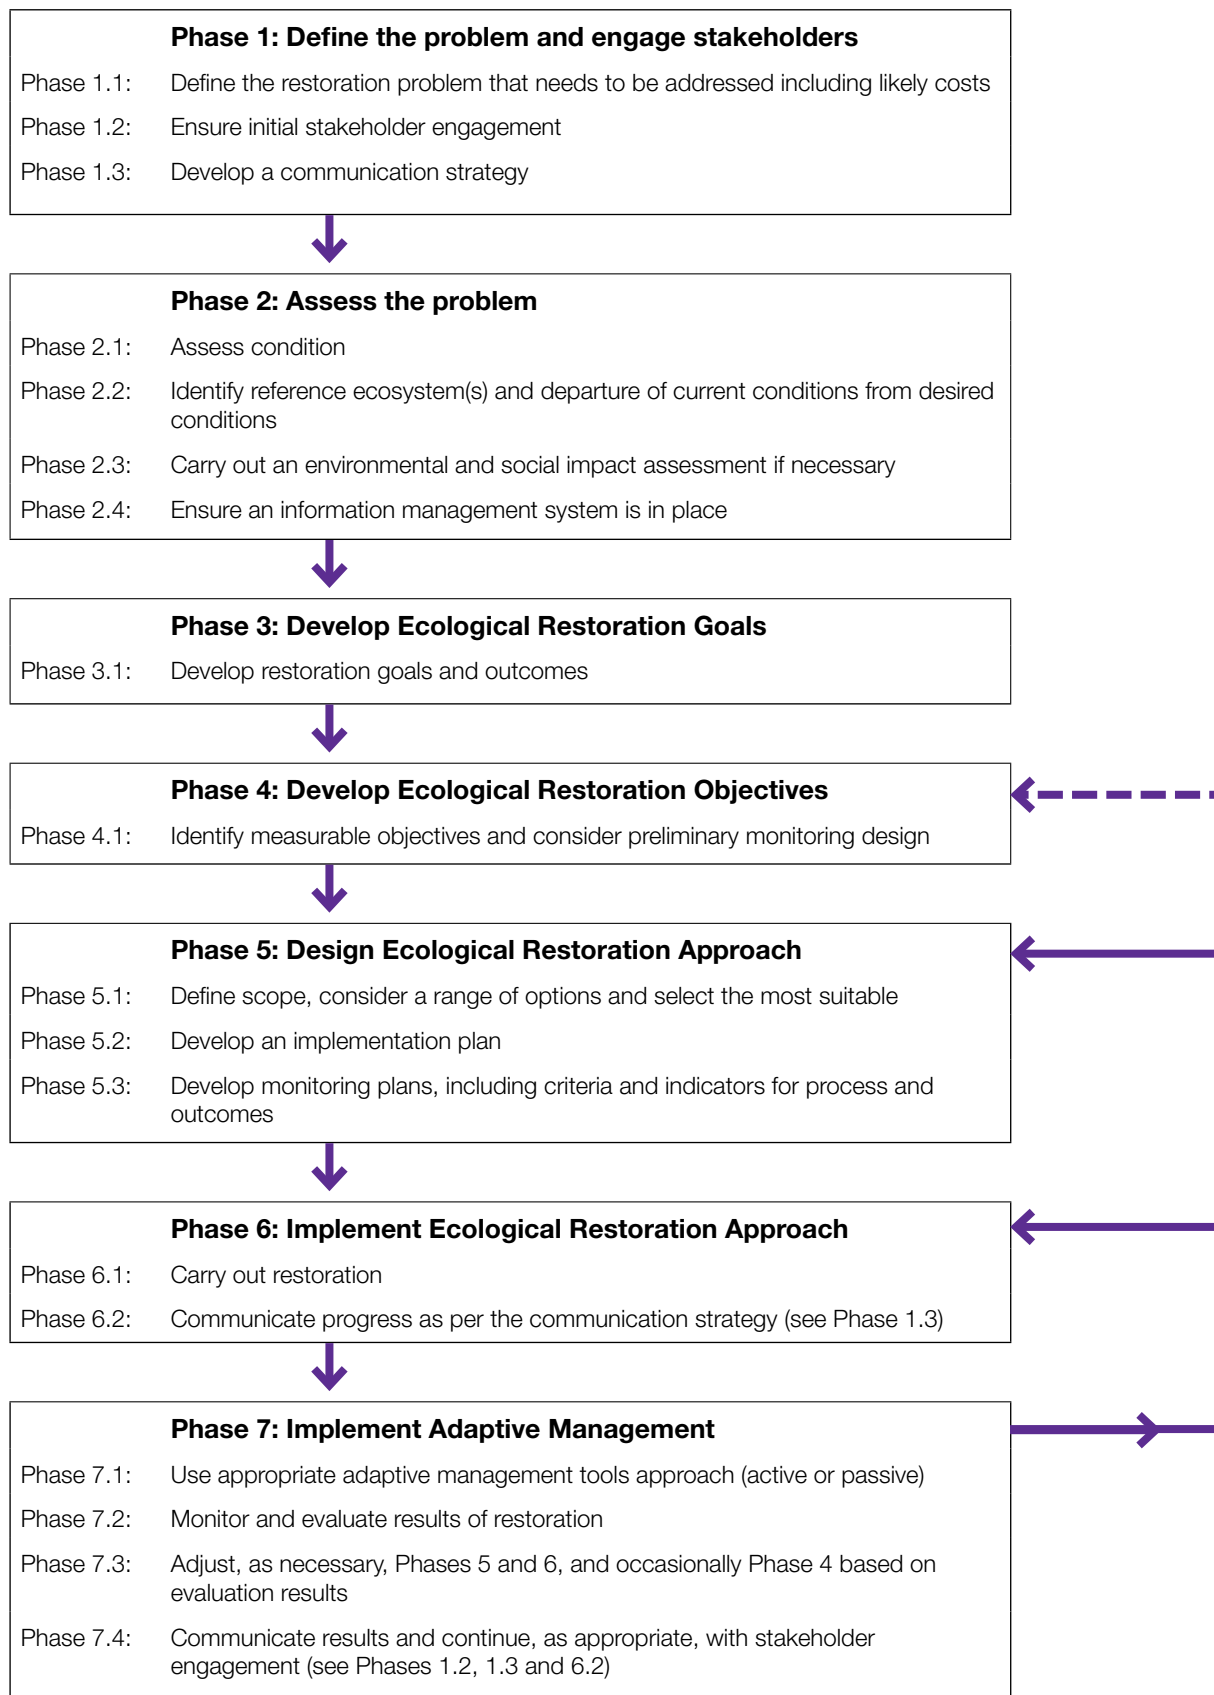 Phase 1: Define the problem and engage stakeholders
Phase 1.1: Define the restoration problem that needs to be addressed including likely costs
Phase 1.2: Ensure initial stakeholder engagement
Phase 1.3: Develop a communication strategy
Phase 2: Assess the problem
Phase 2.1: Assess condition
Phase 2.2: Identify reference ecosystem(s) and departure of current conditions from desired
conditions
Phase 2.3: Carry out an environmental and social impact assessment if necessary
Phase 2.4: Ensure an information management system is in place
Phase 3: Develop Ecological Restoration Goals
Phase 3.1: Develop restoration goals and outcomes
Phase 4: Develop Ecological Restoration Objectives
Phase 4.1: Identify measurable objectives and consider preliminary monitoring design
Phase 5: Design Ecological Restoration Approach
Phase 5.1: Define scope, consider a range of options and select the most suitable
Phase 5.2: Develop an implementation plan
Phase 5.3: Develop monitoring plans, including criteria and indicators for process and
outcomes
Phase 6: Implement Ecological Restoration Approach
Phase 6.1: Carry out restoration
Phase 6.2: Communicate progress as per the communication strategy (see Phase 1.3)
Phase 7: Implement Adaptive Management
Phase 7.1: Use appropriate adaptive management tools approach (active or passive)
Phase 7.2: Monitor and evaluate results of restoration
Phase 7.3: Adjust, as necessary, Phases 5 and 6, and occasionally Phase 4 based on
evaluation results
Phase 7.4: Communicate results and continue, as appropriate, with stakeholder
engagement (see Phases 1.2, 1.3 and 6.2)